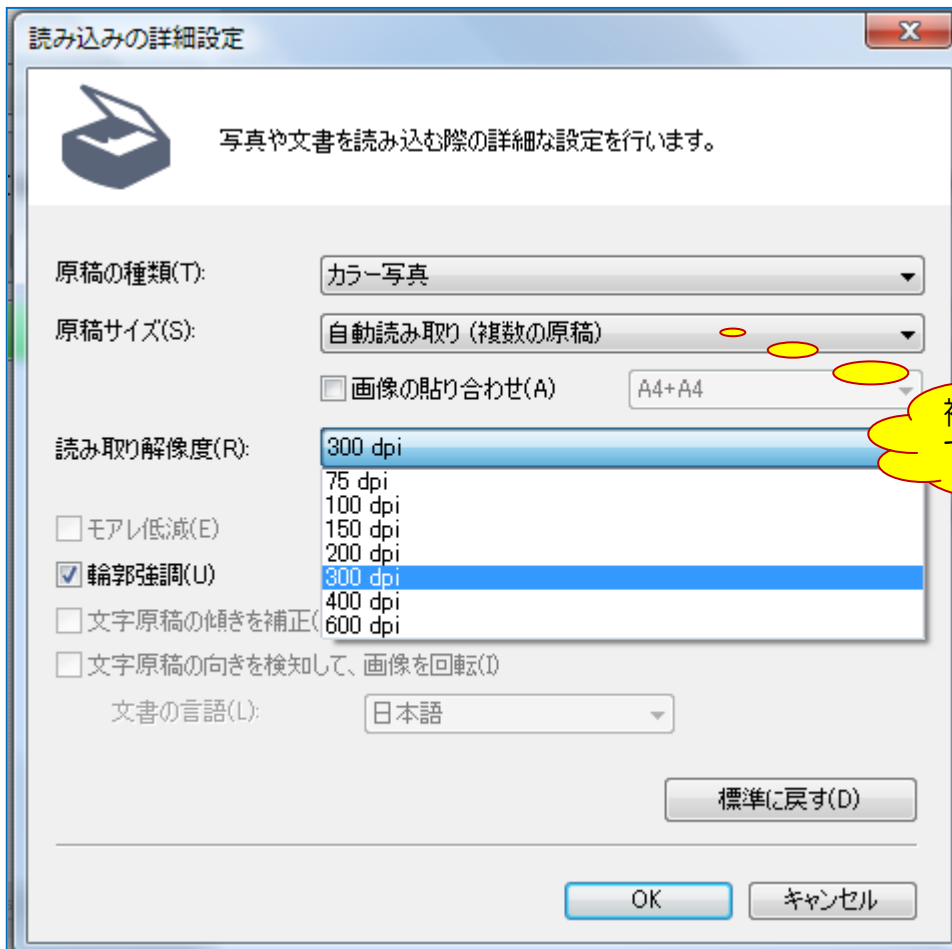 読み込みの詳細設定
写真や文書を読み込む際の詳細な設定を行います。
原稿の種類(T): カラー写真
原稿サイズ(S): 自動読み取り (複数の原稿)
画像の貼り合わせ(A) A4+A4
読み取り解像度(R): 300 dpi
75 dpi
100 dpi
150 dpi
200 dpi
300 dpi
400 dpi
600 dpi
モアレ低減(E)
輪郭強調(U)
文字原稿の傾きを補正(
文字原稿の向きを検知して、画像を回転(I)
文書の言語(L): 日本語
標準に戻す(D)
OK キャンセル